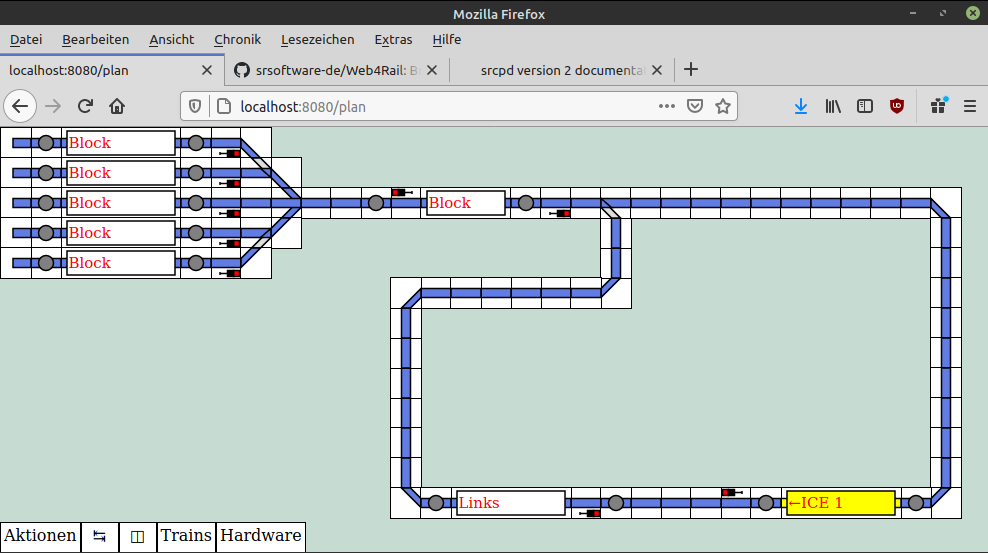 Mozilla Firefox
Datei Bearbeiten Ansicht Chronik Lesezeichen Extras Hilfe
localhost:8080/plan srsoftware-de/Web4Rail: B srcpd version 2 documenta
localhost:8080/plan
Block
Block
Block Block
Block
Block
Links ←ICE 1
Aktionen Trains Hardware